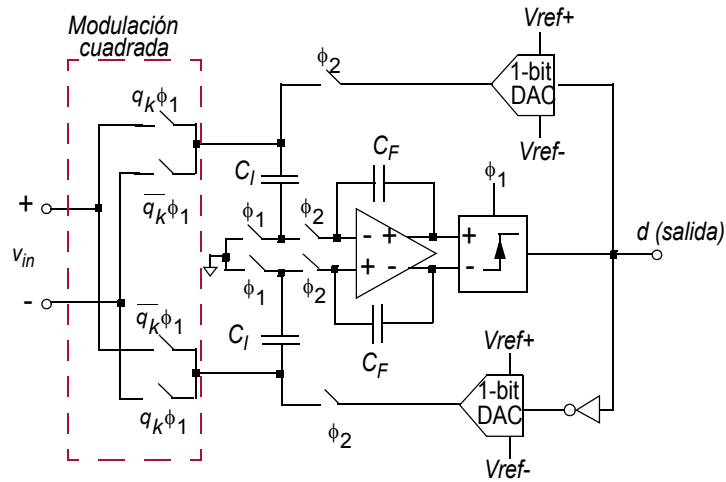 Modulación
cuadrada
Vref+
ϕ2
1-bit
DAC
qkϕ1
Vref-
CF
CI
ϕ1
q̅kϕ1
ϕ1
ϕ2
+
- +
+
d (salida)
vin
+ -
-
ϕ1
ϕ2
-
q̅kϕ1
CI
CF
Vref+
1-bit
DAC
qkϕ1
ϕ2
Vref-